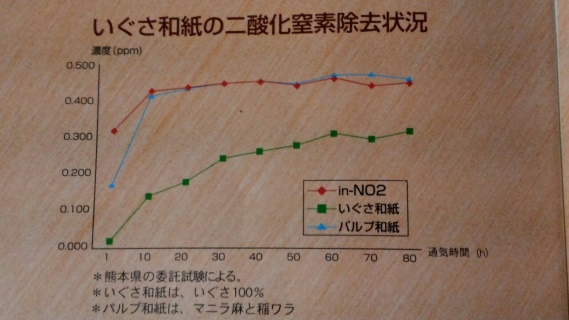 いぐさ和紙の二酸化窒素除去状況
濃度(ppm)
0.500
0.400
0.300
0.200
0.100
0.000
1 10 20 30 40 50 60 70 80 通気時間 (h)
in-NO2
いぐさ和紙
パルプ和紙
＊熊本県の委託試験による。
＊いぐさ和紙は、いぐさ100%
＊パルプ和紙は、マニラ麻と稲ワラ